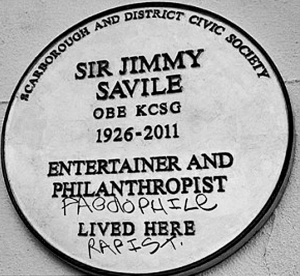 SCARBOROUGH AND DISTRICT CIVIC SOCIETY
SIR JIMMY
SAVILE
OBE KCSG
1926-2011
ENTERTAINER AND
PHILANTHROPIST
PAEDOPHILE
LIVED HERE
RAPIST.